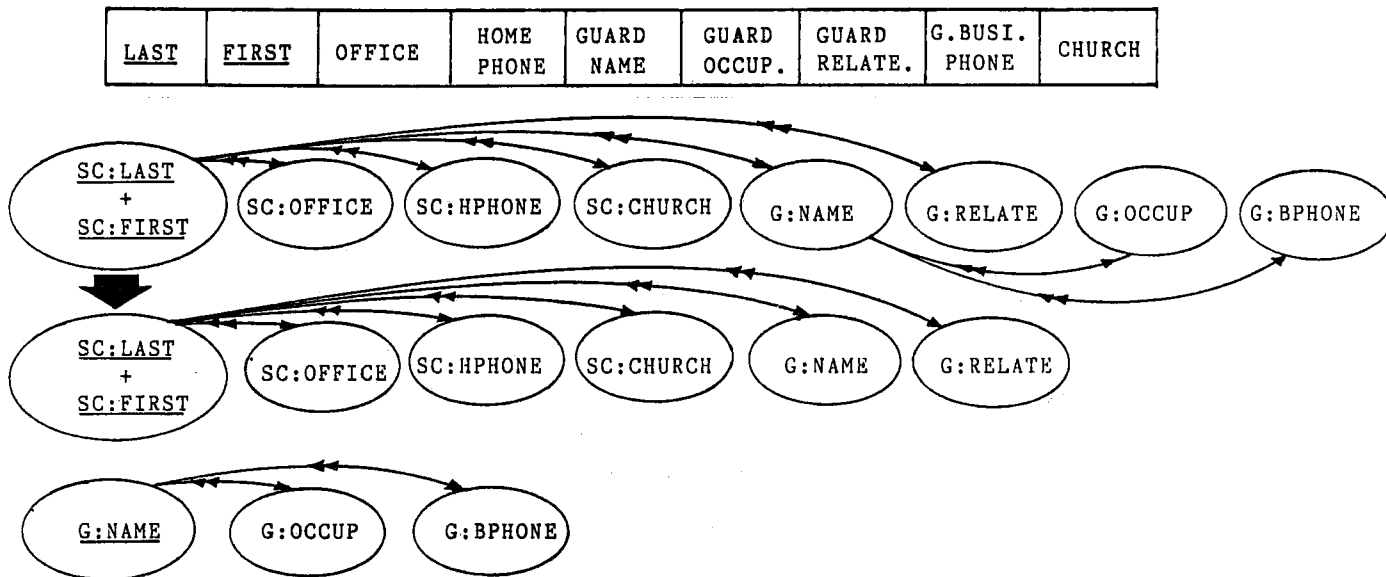 LAST
FIRST
OFFICE
HOME
PHONE
GUARD
NAME
GUARD
OCCUP.
GUARD
RELATE.
G.BUSI.
PHONE
CHURCH
SC:LAST
+
SC:FIRST
SC:OFFICE
SC:HPHONE
SC:CHURCH
G:NAME
G:RELATE
G:OCCUP
G:BPHONE
SC:LAST
+
SC:FIRST
SC:OFFICE
SC:HPHONE
SC:CHURCH
G:NAME
G:RELATE
G:NAME
G:OCCUP
G:BPHONE